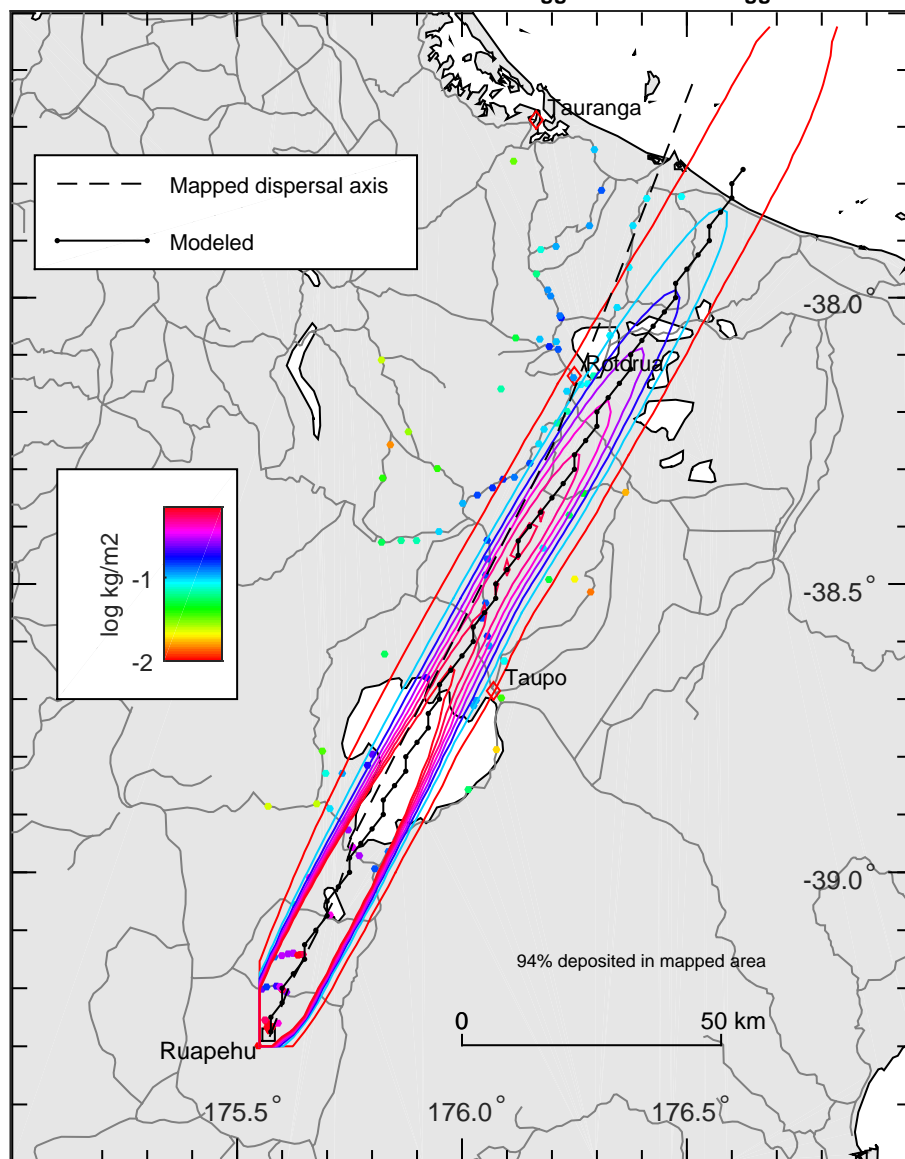 Tauranga
Mapped dispersal axis
Modeled
-38.0°
Rotorua
log kg/m2
-1
-2
-38.5°
Taupo
-39.0°
94% deposited in mapped area
0 50 km
Ruapehu
175.5° 176.0° 176.5°